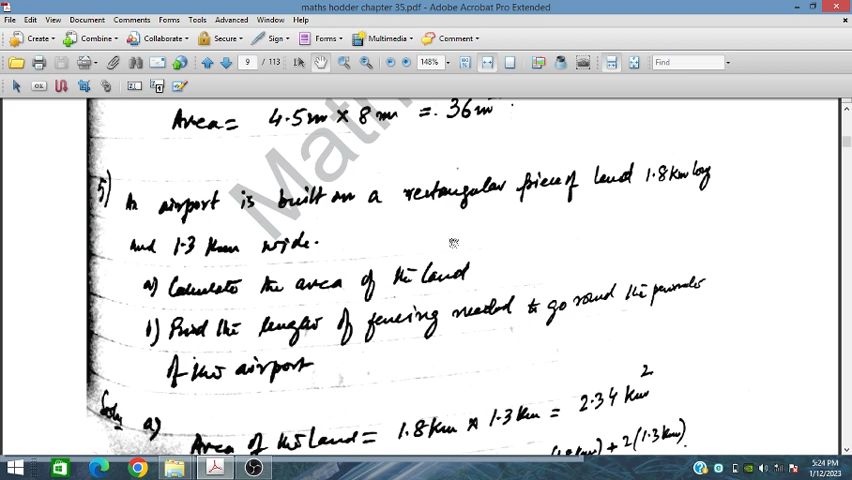 maths hodder chapter 35.pdf - Adobe Acrobat Pro Extended
File Edit View Document Comments Forms Tools Advanced Window Help
Create Combine Collaborate Secure Sign Forms Multimedia Comment
9 / 113 148% Find
Area = 4.5m × 8m = 36m
5) An airport is built on a rectangular piece of land 1.8km long
and 1.3 km wide.
a) Calculate the area of the land
b) Find the length of fencing needed to go round the perimeter
of the airport
Soln a) Area of the land = 1.8km × 1.3km = 2.34 km²
+ 2(1.3km)
5:24 PM
1/12/2023